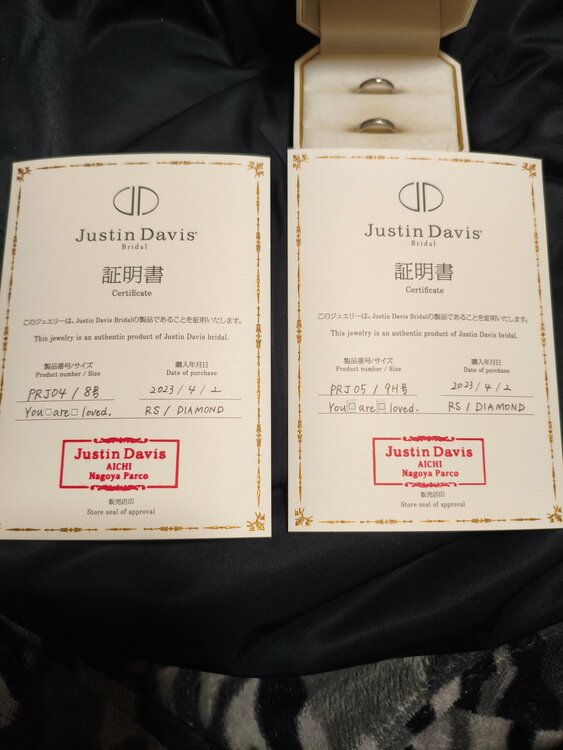 Justin Davis®
Bridal
証明書
Certificate
このジュエリーは、Justin Davis Bridalの製品であることを証明いたします。
This jewelry is an authentic product of Justin Davis bridal.
製品番号/サイズ 購入年月日
Product number / Size Date of purchase
PRJ04 / 8号 2023 / 4 / 2
You□are□loved. RS / DIAMOND
Justin Davis
AICHI
Nagoya Parco
販売店印
Store seal of approval
Justin Davis®
Bridal
証明書
Certificate
このジュエリーは、Justin Davis Bridalの製品であることを証明いたします。
This jewelry is an authentic product of Justin Davis bridal.
製品番号/サイズ 購入年月日
Product number / Size Date of purchase
PRJ05 / 9H号 2023 / 4 / 2
You□are□loved. RS / DIAMOND
Justin Davis
AICHI
Nagoya Parco
販売店印
Store seal of approval